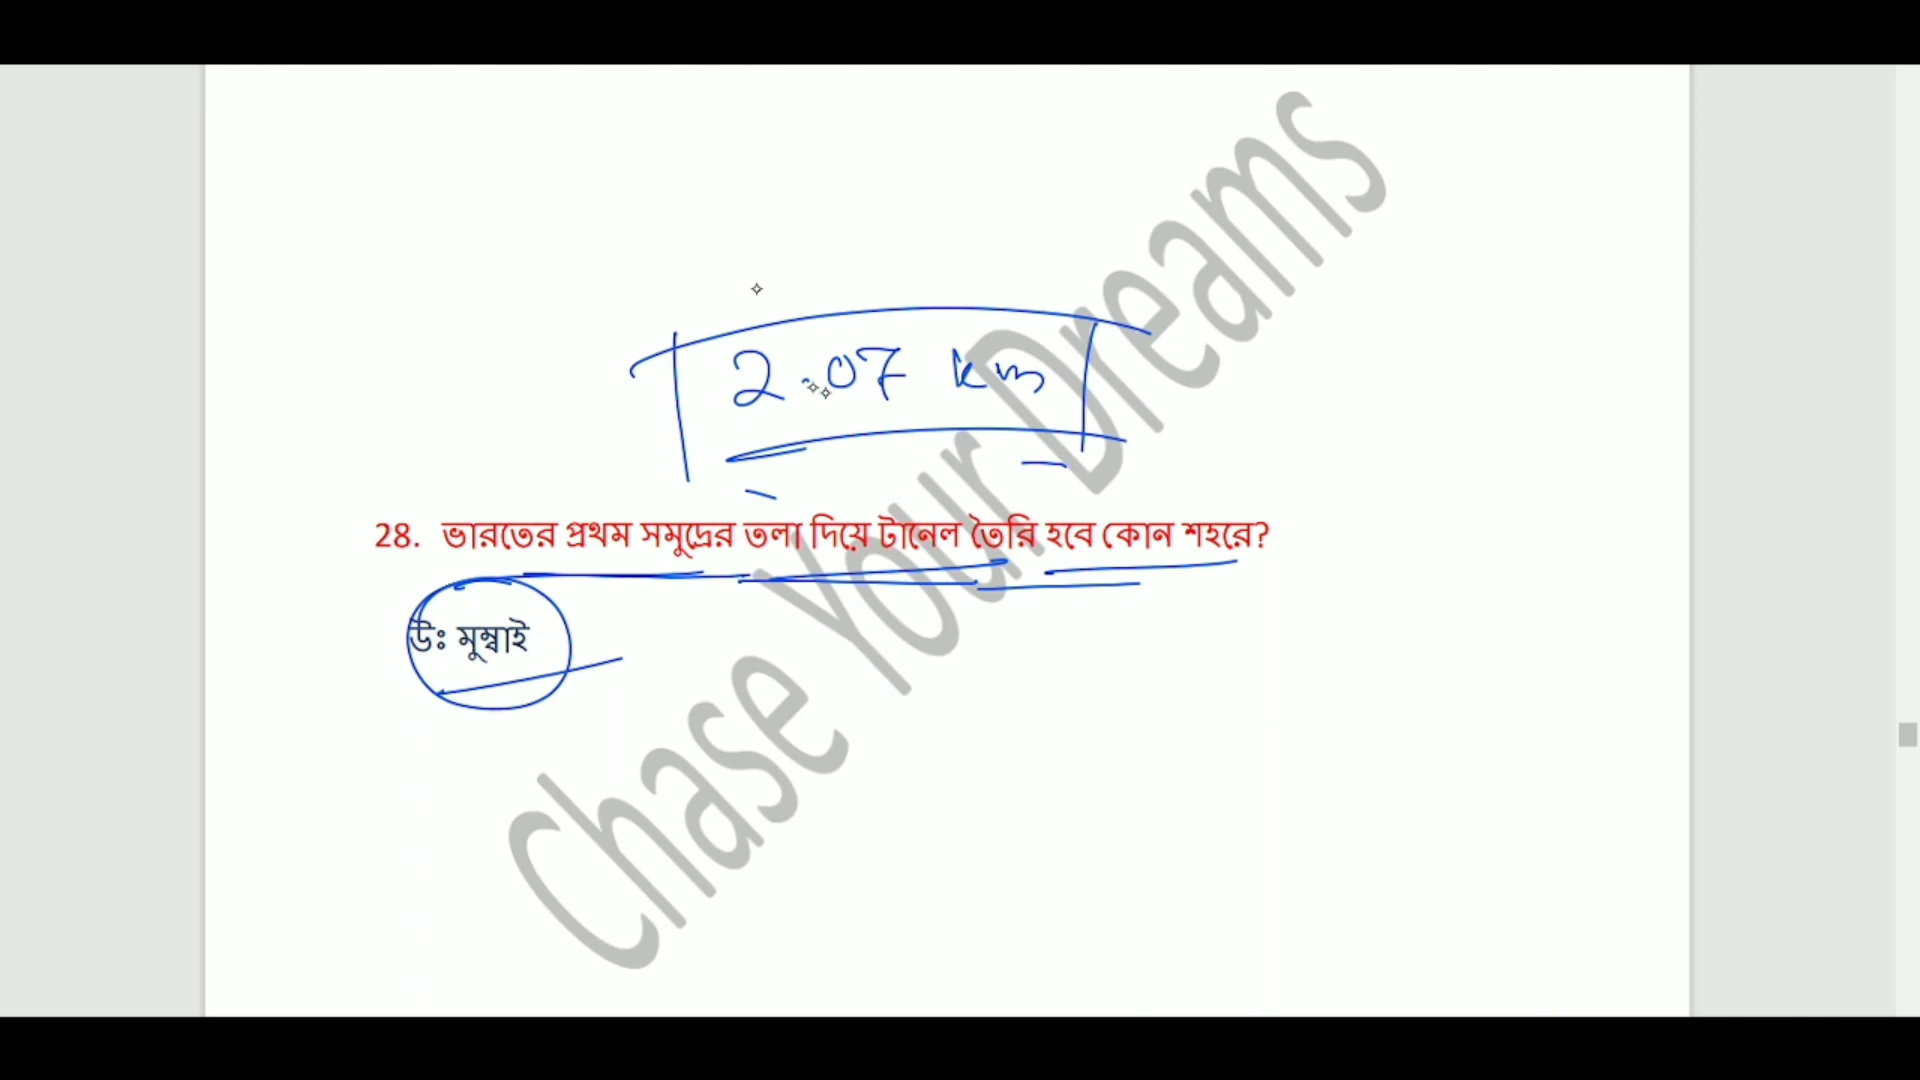 2.07 km
28. ভারতের প্রথম সমুদ্রের তলা দিয়ে টানেল তৈরি হবে কোন শহরে?
উঃ মুম্বাই
Chase Your Dreams